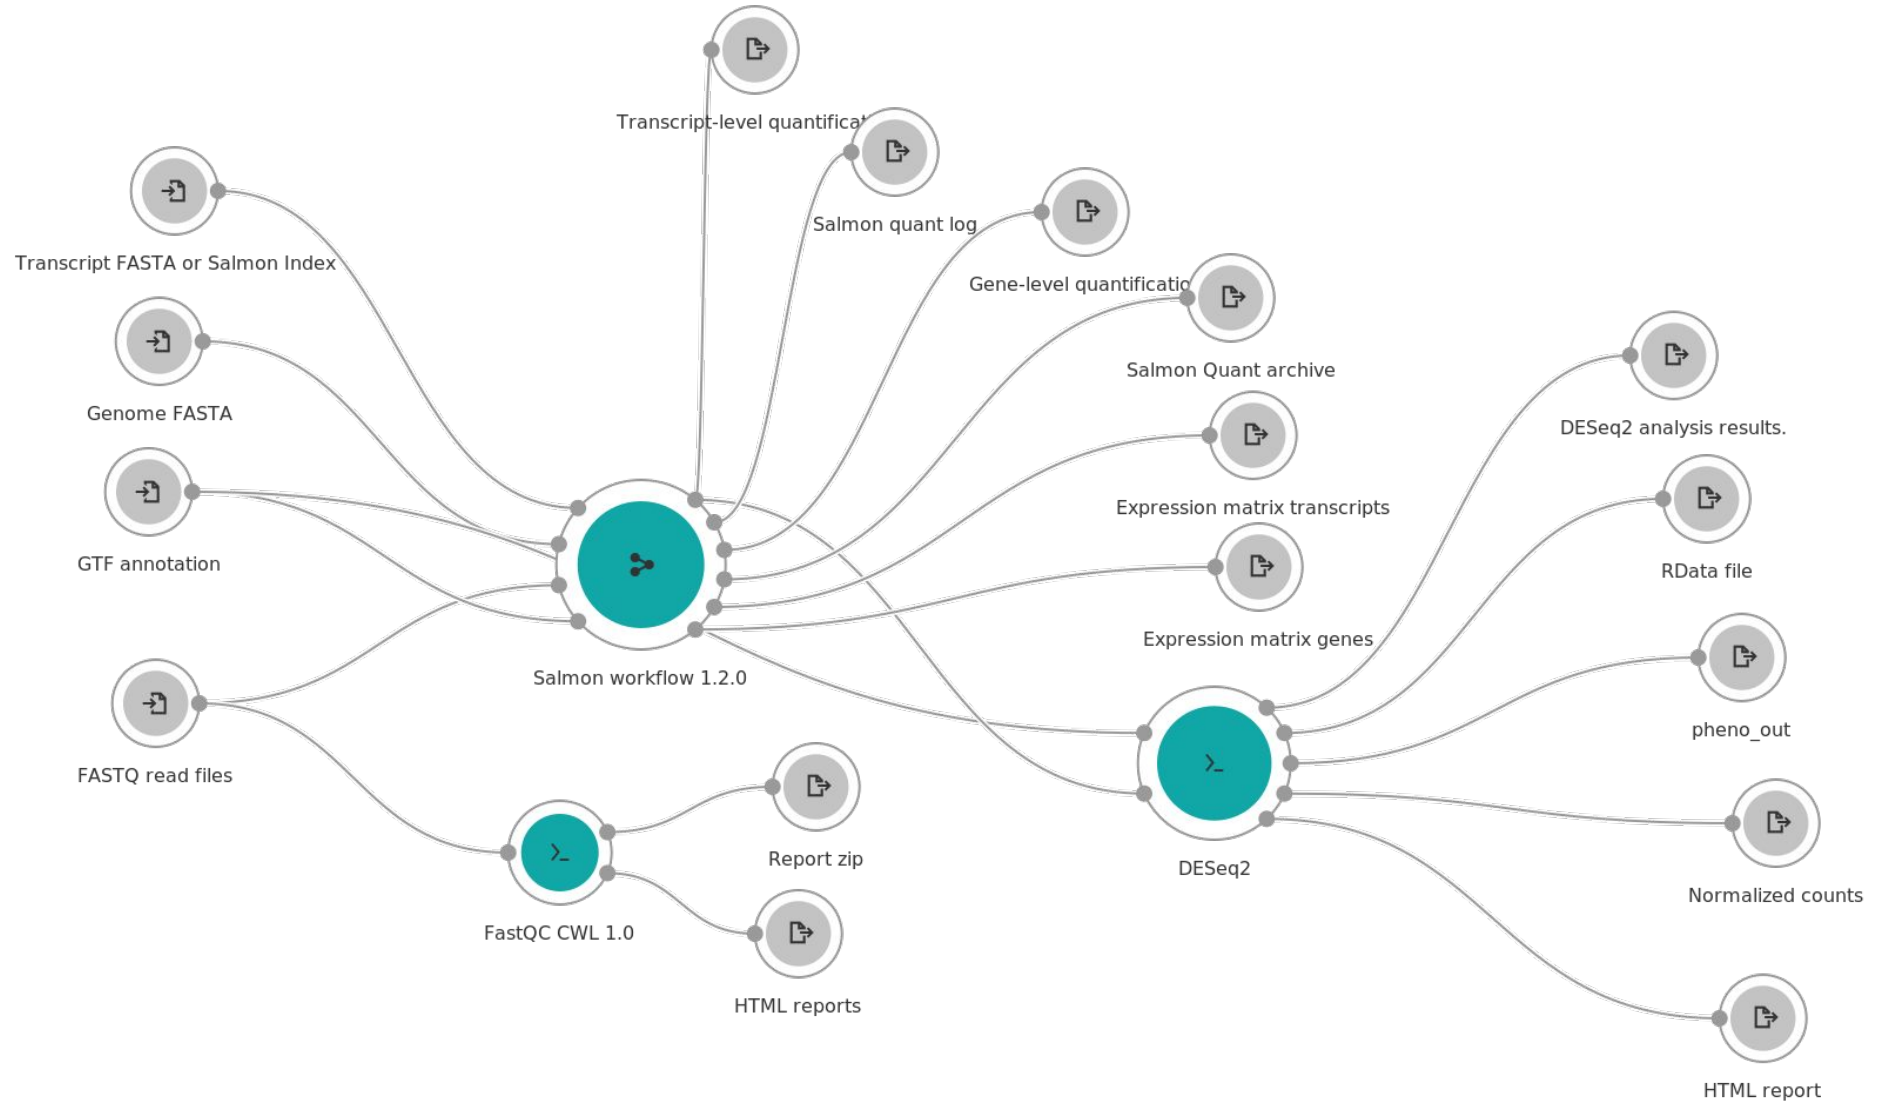 Transcript-level quantificat
Salmon quant log
Transcript FASTA or Salmon Index
Gene-level quantificatio
Salmon Quant archive
Genome FASTA
DESeq2 analysis results.
Expression matrix transcripts
GTF annotation
RData file
Expression matrix genes
Salmon workflow 1.2.0
pheno_out
FASTQ read files
Report zip
DESeq2
Normalized counts
FastQC CWL 1.0
HTML reports
HTML report